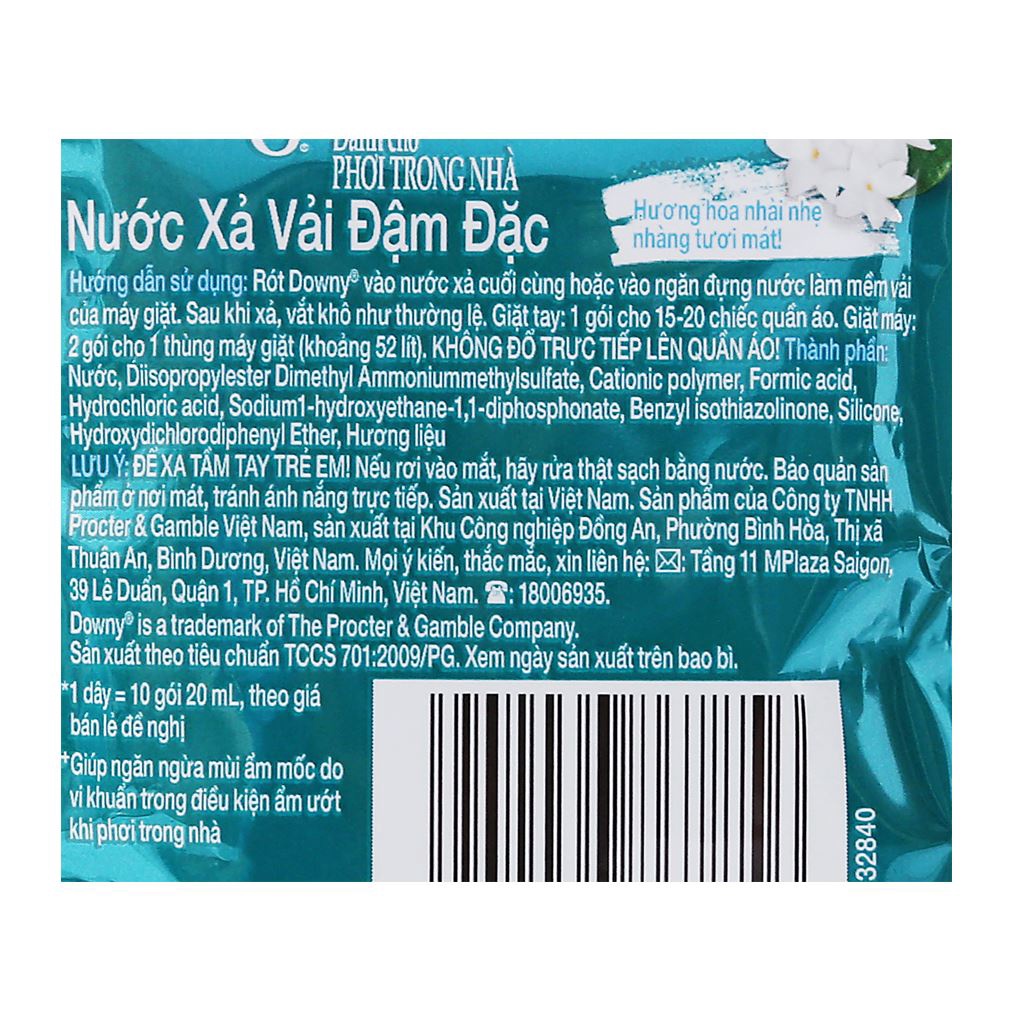 Dành cho
PHƠI TRONG NHÀ
Nước Xả Vải Đậm Đặc
Hương hoa nhài nhẹ
nhàng tươi mát!
Hướng dẫn sử dụng: Rót Downy® vào nước xả cuối cùng hoặc vào ngăn đựng nước làm mềm vải
của máy giặt. Sau khi xả, vắt khô như thường lệ. Giặt tay: 1 gói cho 15-20 chiếc quần áo. Giặt máy:
2 gói cho 1 thùng máy giặt (khoảng 52 lít). KHÔNG ĐỔ TRỰC TIẾP LÊN QUẦN ÁO! Thành phần:
Nước, Diisopropylester Dimethyl Ammoniummethylsulfate, Cationic polymer, Formic acid,
Hydrochloric acid, Sodium1-hydroxyethane-1,1-diphosphonate, Benzyl isothiazolinone, Silicone,
Hydroxydichlorodiphenyl Ether, Hương liệu
LƯU Ý: ĐỂ XA TẦM TAY TRẺ EM! Nếu rơi vào mắt, hãy rửa thật sạch bằng nước. Bảo quản sản
phẩm ở nơi mát, tránh ánh nắng trực tiếp. Sản xuất tại Việt Nam. Sản phẩm của Công ty TNHH
Procter & Gamble Việt Nam, sản xuất tại Khu Công nghiệp Đồng An, Phường Bình Hòa, Thị xã
Thuận An, Bình Dương, Việt Nam. Mọi ý kiến, thắc mắc, xin liên hệ: ✉: Tầng 11 MPlaza Saigon,
39 Lê Duẩn, Quận 1, TP. Hồ Chí Minh, Việt Nam. ☎: 18006935.
Downy® is a trademark of The Procter & Gamble Company.
Sản xuất theo tiêu chuẩn TCCS 701:2009/PG. Xem ngày sản xuất trên bao bì.
*1 dây = 10 gói 20 mL, theo giá
bán lẻ đề nghị
⁺Giúp ngăn ngừa mùi ẩm mốc do
vi khuẩn trong điều kiện ẩm ướt
khi phơi trong nhà
32840